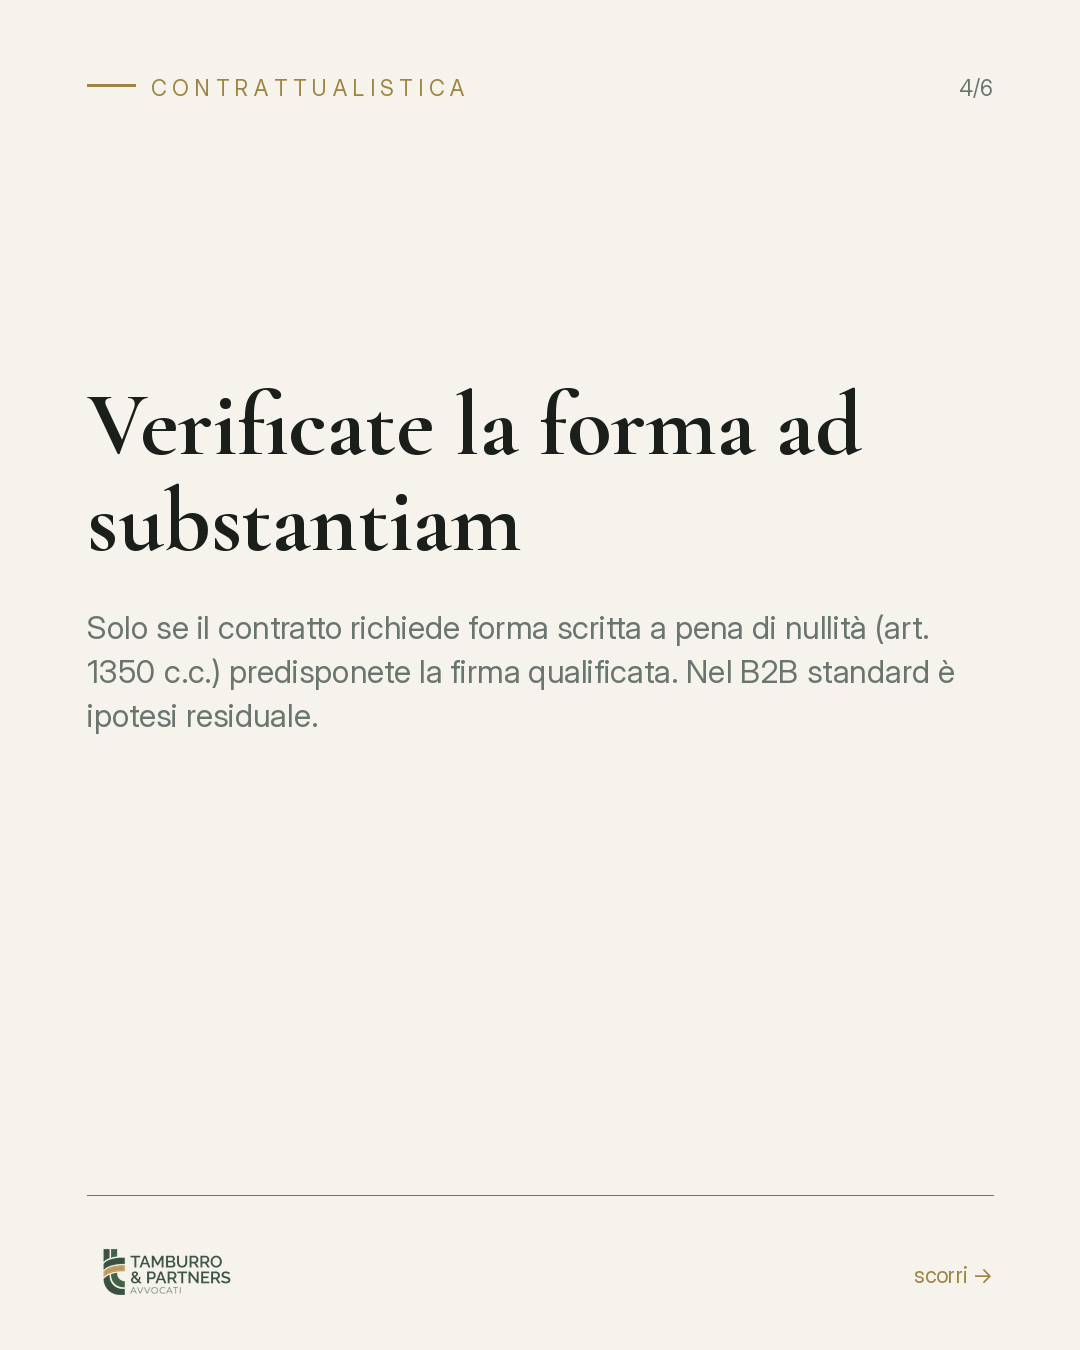 CONTRATTUALISTICA
4/6
Verificate la forma ad
substantiam
Solo se il contratto richiede forma scritta a pena di nullità (art.
1350 c.c.) predisponete la firma qualificata. Nel B2B standard è
ipotesi residuale.
TAMBURRO
& PARTNERS
AVVOCATI
scorri →